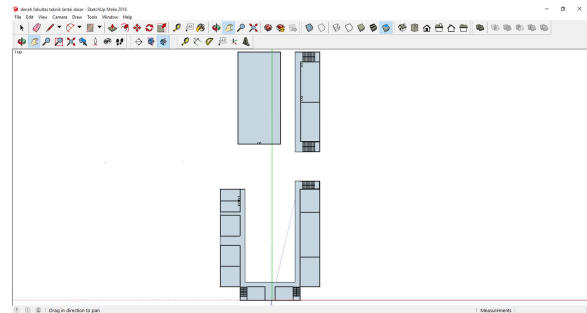 denah fakultas teknik lantai dasar - SketchUp Make 2016
File Edit View Camera Draw Tools Window Help
Top
Drag in direction to pan
Measurements